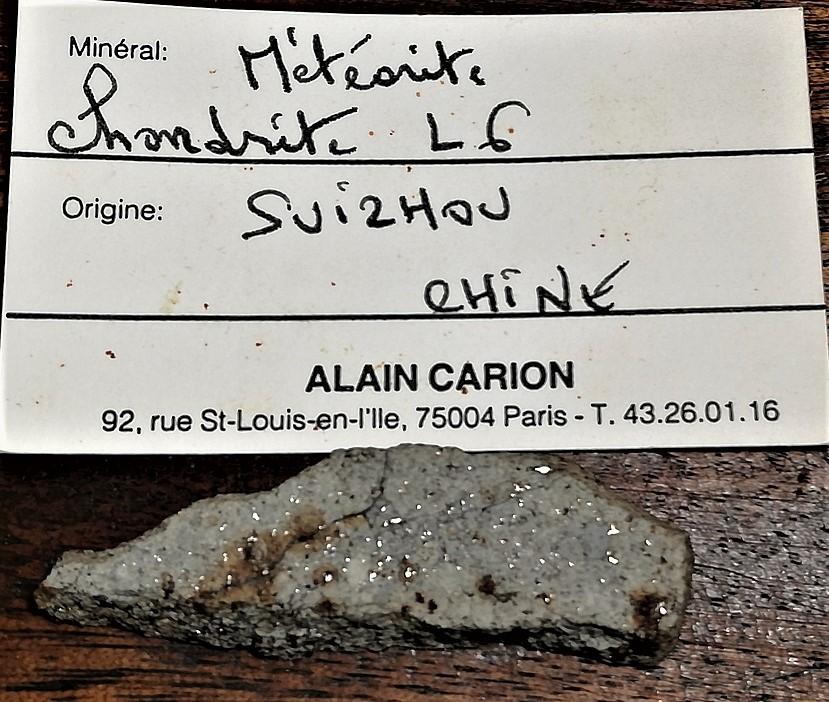 Minéral: Météorite
Chondrite L6
Origine: SUiZHOU
CHiNE
ALAIN CARION
92, rue St-Louis-en-l'Ile, 75004 Paris - T. 43.26.01.16